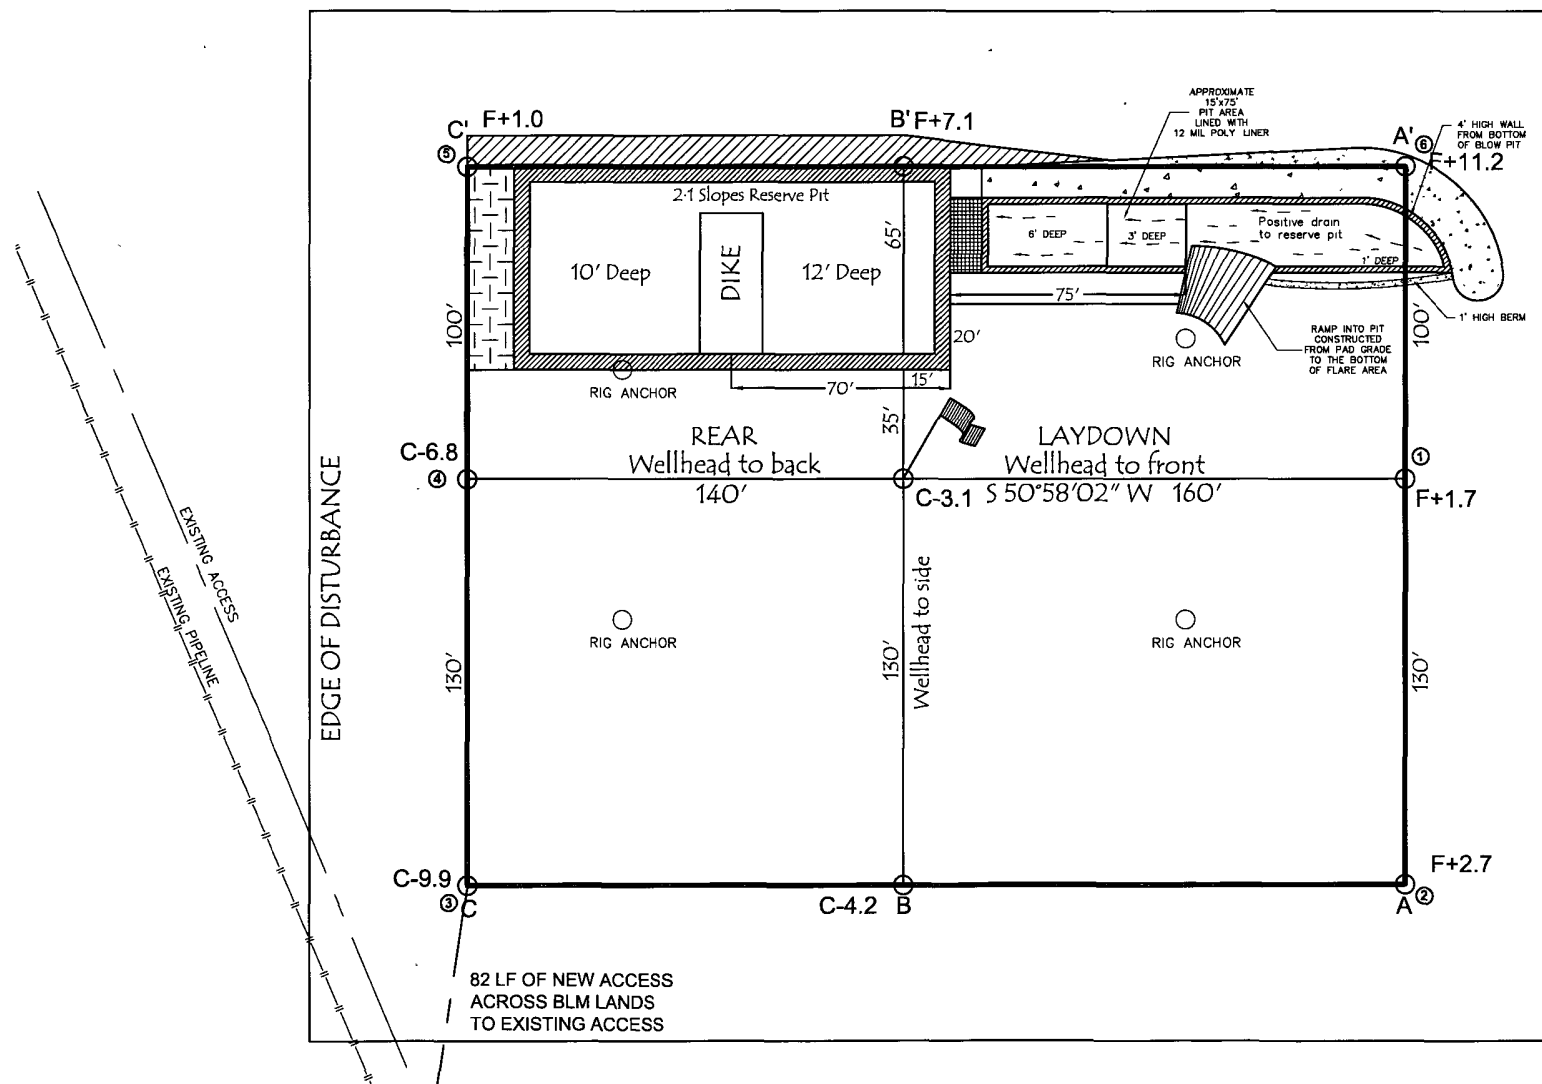 APPROXIMATE
15'x75'
PIT AREA
LINED WITH
12 MIL POLY LINER
4' HIGH WALL
FROM BOTTOM
OF BLOW PIT
C' F+1.0
B' F+7.1
A' 6
F+11.2
5
2:1 Slopes Reserve Pit
65'
6' DEEP
3' DEEP
Positive drain
to reserve pit
1' DEEP
10' Deep
DIKE
12' Deep
75'
1' HIGH BERM
100'
100'
20'
RAMP INTO PIT
CONSTRUCTED
FROM PAD GRADE
TO THE BOTTOM
OF FLARE AREA
RIG ANCHOR
RIG ANCHOR
70'
15'
35'
REAR
Wellhead to back
140'
LAYDOWN
Wellhead to front
S 50°58'02" W 160'
C-6.8
4
C-3.1
1
F+1.7
EDGE OF DISTURBANCE
EXISTING ACCESS
EXISTING PIPELINE
RIG ANCHOR
RIG ANCHOR
130'
130'
Wellhead to side
130'
C-9.9
3
C
C-4.2 B
F+2.7
A 2
82 LF OF NEW ACCESS
ACROSS BLM LANDS
TO EXISTING ACCESS